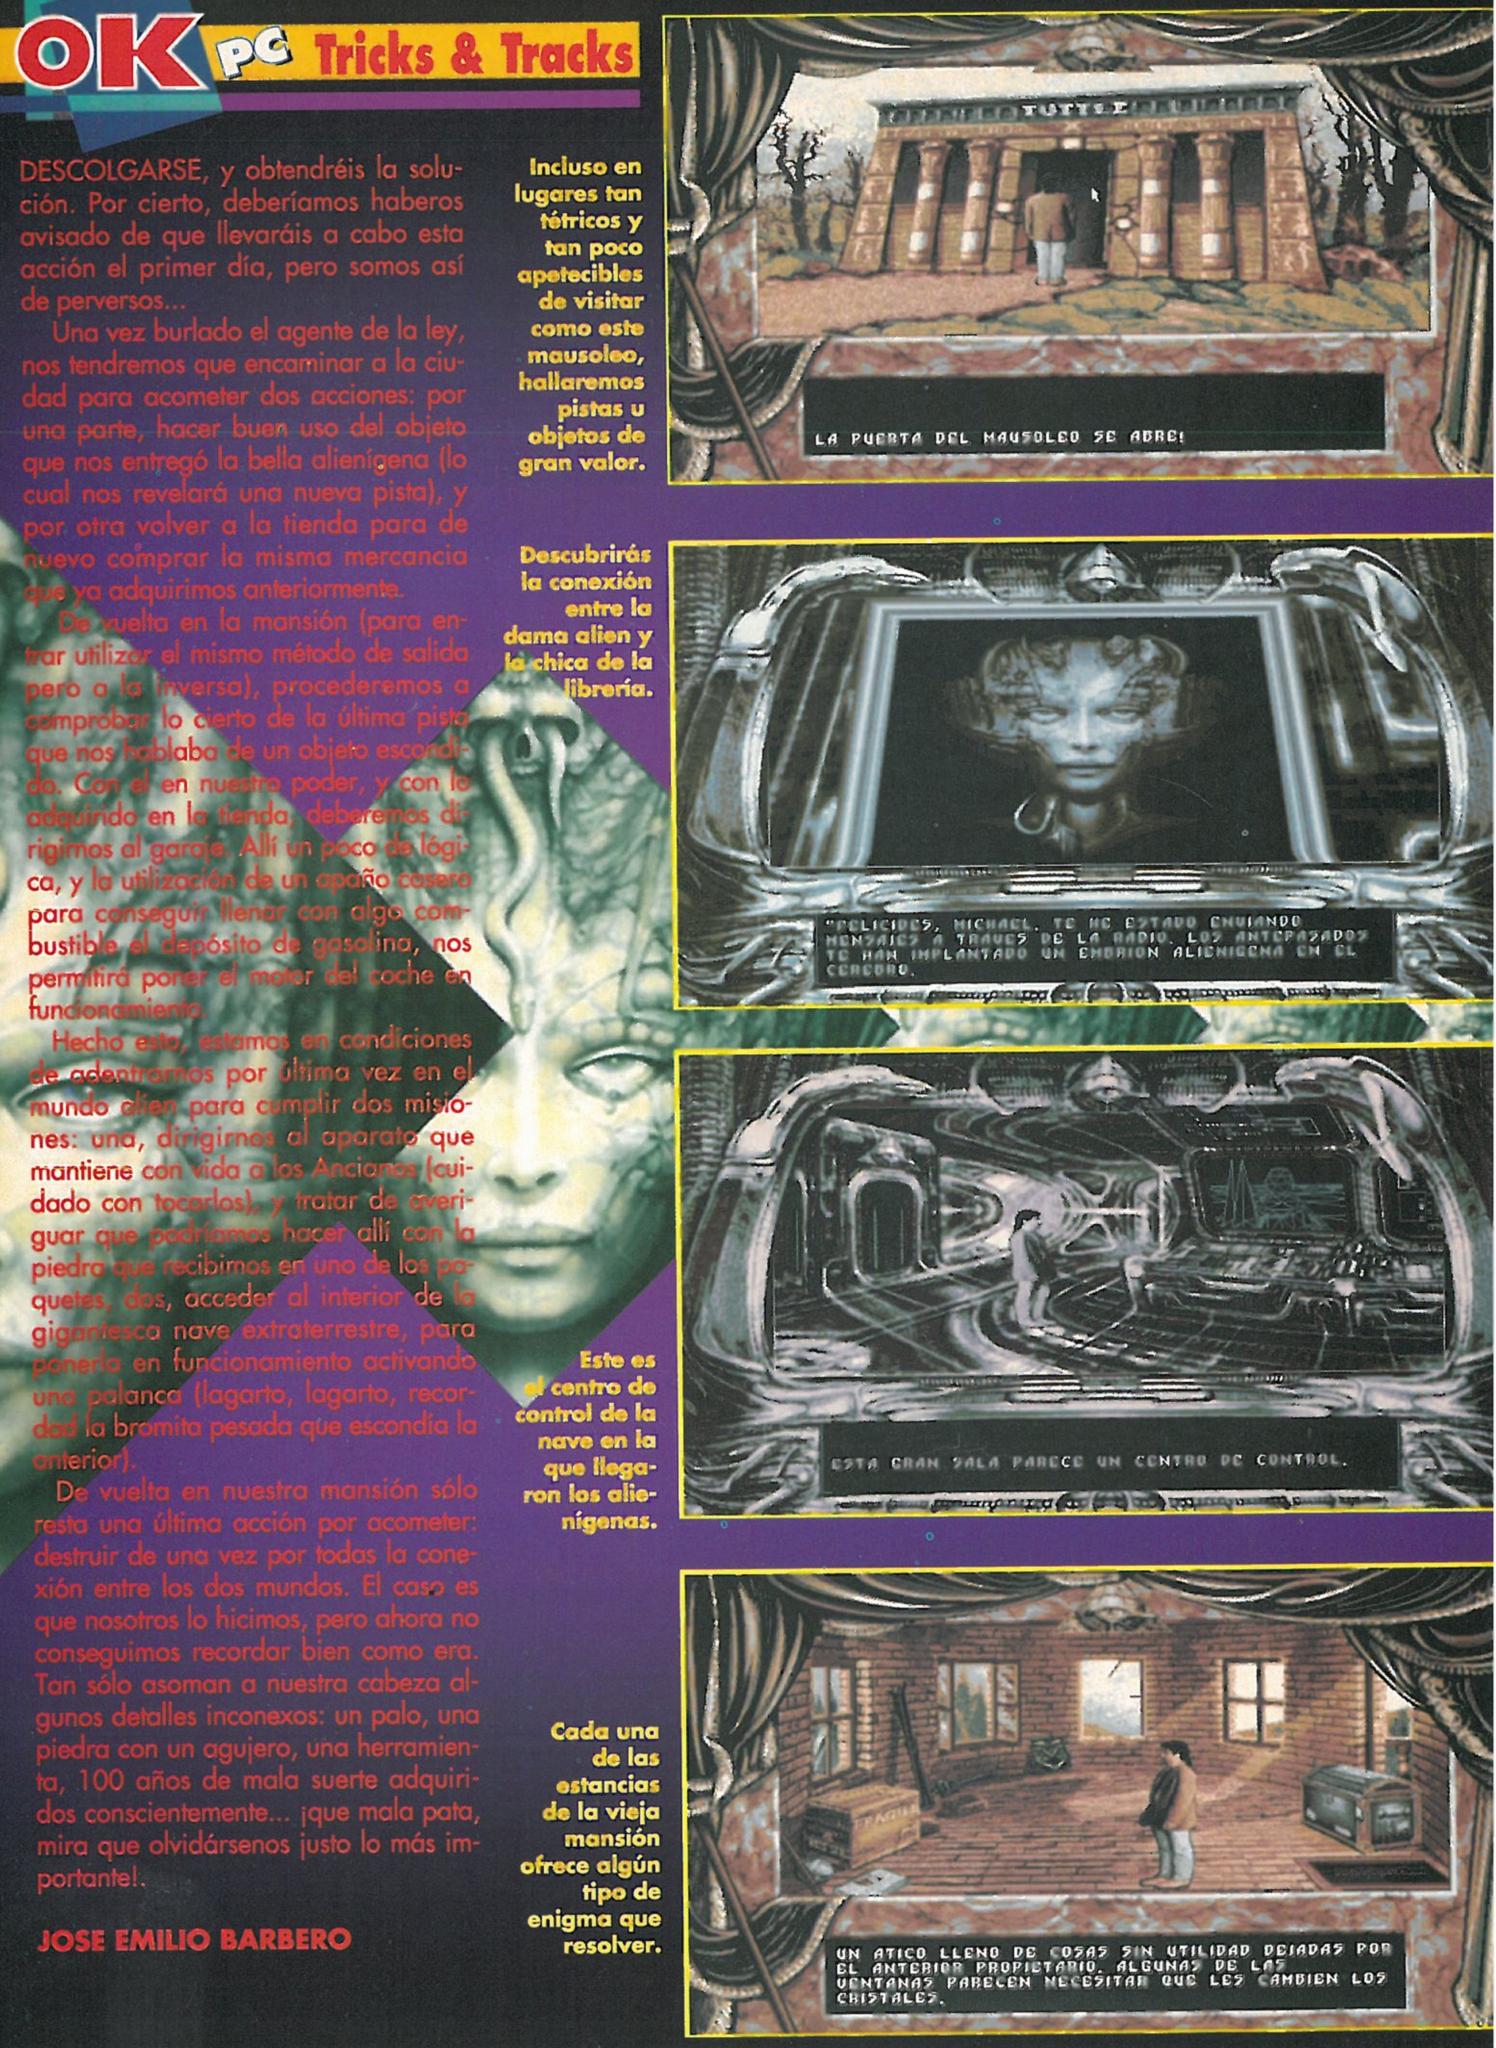 OK PC Tricks & Tracks
DESCOLGARSE, y obtendréis la solu-
ción. Por cierto, deberíamos haberos
avisado de que llevaráis a cabo esta
acción el primer día, pero somos así
de perversos...
Una vez burlado el agente de la ley,
nos tendremos que encaminar a la ciu-
dad para acometer dos acciones: por
una parte, hacer buen uso del objeto
que nos entregó la bella alienígena (lo
cual nos revelará una nueva pista), y
por otra volver a la tienda para de
nuevo comprar la misma mercancia
que ya adquirimos anteriormente.
De vuelta en la mansión (para en-
trar utilizar el mismo método de salida
pero a la inversa), procederemos a
comprobar lo cierto de la última pista
que nos hablaba de un objeto escondi-
do. Con el en nuestro poder, y con lo
adquirido en la tienda, deberemos di-
rigirnos al garaje. Allí un poco de lógi-
ca, y la utilización de un apaño casero
para conseguir llenar con algo com-
bustible el depósito de gasolina, nos
permitirá poner el motor del coche en
funcionamiento.
Hecho esto, estamos en condiciones
de adentrarnos por última vez en el
mundo alien para cumplir dos misio-
nes: una, dirigirnos al aparato que
mantiene con vida a los Ancianos (cui-
dado con tocarlos), y tratar de averi-
guar que podríamos hacer allí con la
piedra que recibimos en uno de los pa-
quetes, dos, acceder al interior de la
gigantesca nave extraterrestre, para
ponerla en funcionamiento activando
una palanca (lagarto, lagarto, recor-
dad la bromita pesada que escondía la
anterior).
De vuelta en nuestra mansión sólo
resta una última acción por acometer:
destruir de una vez por todas la cone-
xión entre los dos mundos. El caso es
que nosotros lo hicimos, pero ahora no
conseguimos recordar bien como era.
Tan sólo asoman a nuestra cabeza al-
gunos detalles inconexos: un palo, una
piedra con un agujero, una herramien-
ta, 100 años de mala suerte adquiri-
dos conscientemente... ¡que mala pata,
mira que olvidársenos justo lo más im-
portante!.
JOSE EMILIO BARBERO
Incluso en
lugares tan
tétricos y
tan poco
apetecibles
de visitar
como este
mausoleo,
hallaremos
pistas u
objetos de
gran valor.
TUTTLE
LA PUERTA DEL MAUSOLEO SE ABRE!
Descubrirás
la conexión
entre la
dama alien y
la chica de la
librería.
"FELICIDES, MICHAEL. TE HE ESTADO ENVIANDO
MENSAJES A TRAVES DE LA RADIO. LOS ANTEPASADOS
TE HAN IMPLANTADO UN EMBRION ALIENIGENA EN EL
CEREBRO.
Este es
el centro de
control de la
nave en la
que llega-
ron los alie-
nígenas.
ESTA GRAN SALA PARECE UN CENTRO DE CONTROL.
Cada una
de las
estancias
de la vieja
mansión
ofrece algún
tipo de
enigma que
resolver.
FRAGILE
UN ATICO LLENO DE COSAS SIN UTILIDAD DEJADAS POR
EL ANTERIOR PROPIETARIO. ALGUNAS DE LAS
VENTANAS PARECEN NECESITAR QUE LES CAMBIEN LOS
CRISTALES.